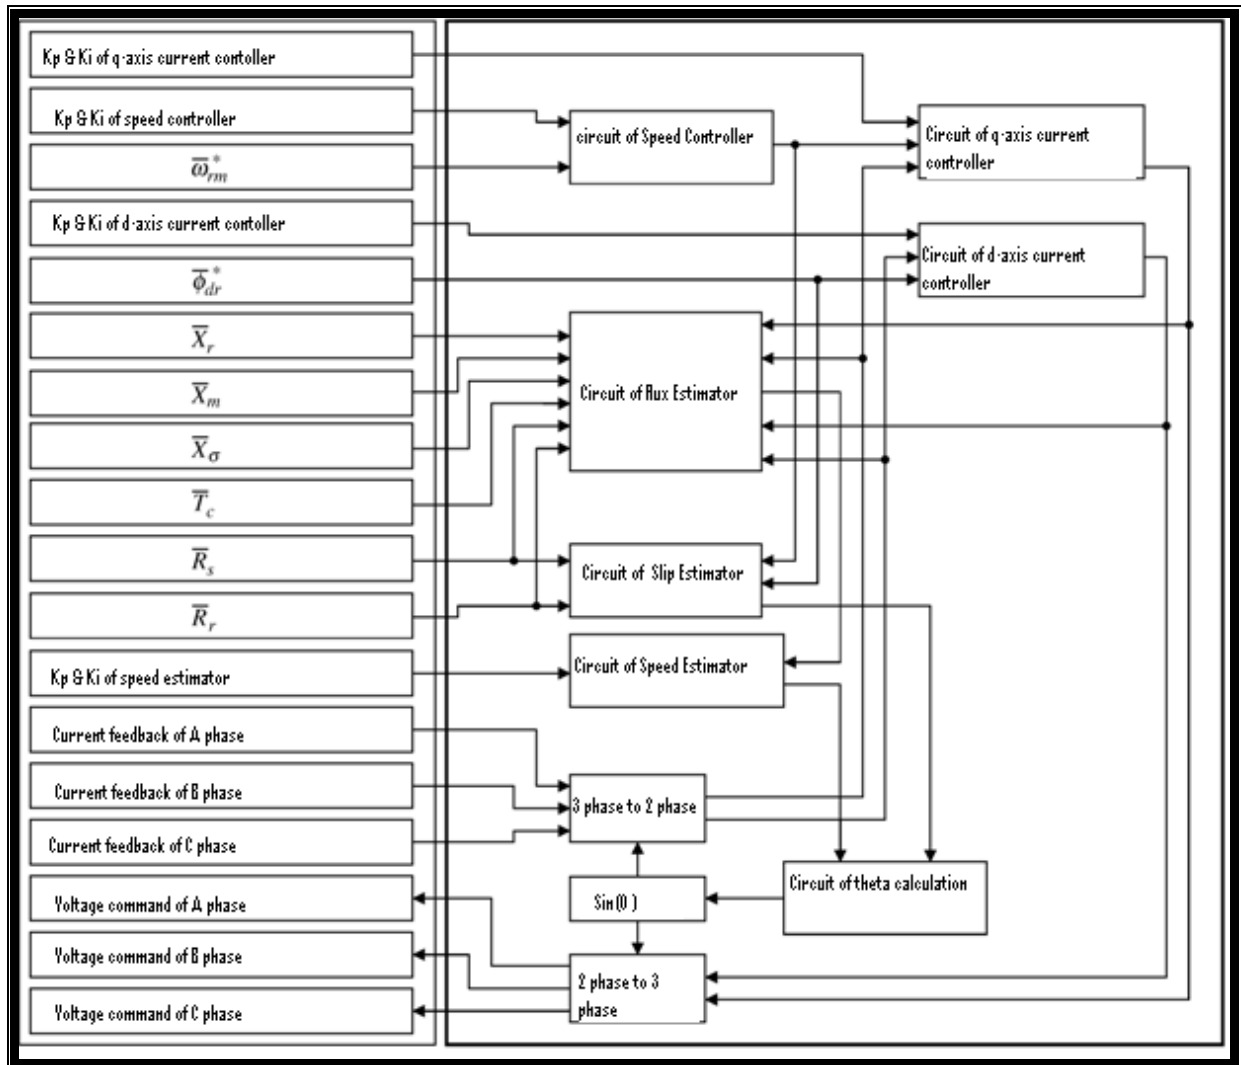 Kp & Ki of q-axis current contoller
Kp & Ki of speed controller
ω̅*rm
Kp & Ki of d-axis current contoller
ϕ̅*dr
X̅r
X̅m
X̅σ
T̅c
R̅s
R̅r
Kp & Ki of speed estimator
Current feedback of A phase
Current feedback of B phase
Current feedback of C phase
Voltage command of A phase
Voltage command of B phase
Voltage command of C phase
circuit of Speed Controller
Circuit of q-axis current
controller
Circuit of d-axis current
controller
Circuit of flux Estimator
Circuit of Slip Estimator
Circuit of Speed Estimator
3 phase to 2 phase
Circuit of theta calculation
Sin(0 )
2 phase to 3
phase